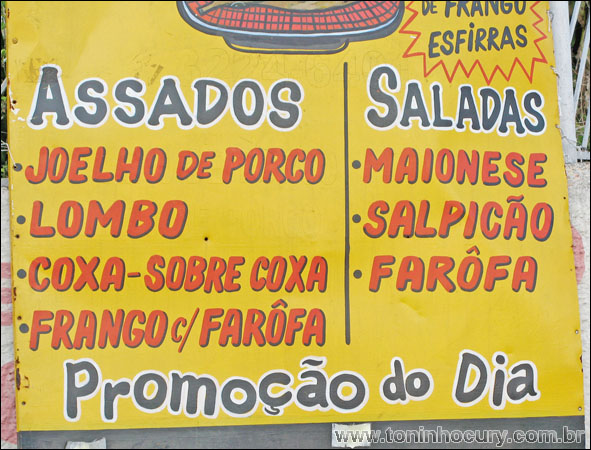 DE FRANGO
ESFIRRAS
ASSADOS
• JOELHO DE PORCO
• LOMBO
• COXA-SOBRE COXA
• FRANGO C/ FARÔFA
SALADAS
• MAIONESE
• SALPICÃO
• FARÔFA
Promoção do Dia
www.toninhocury.com.br